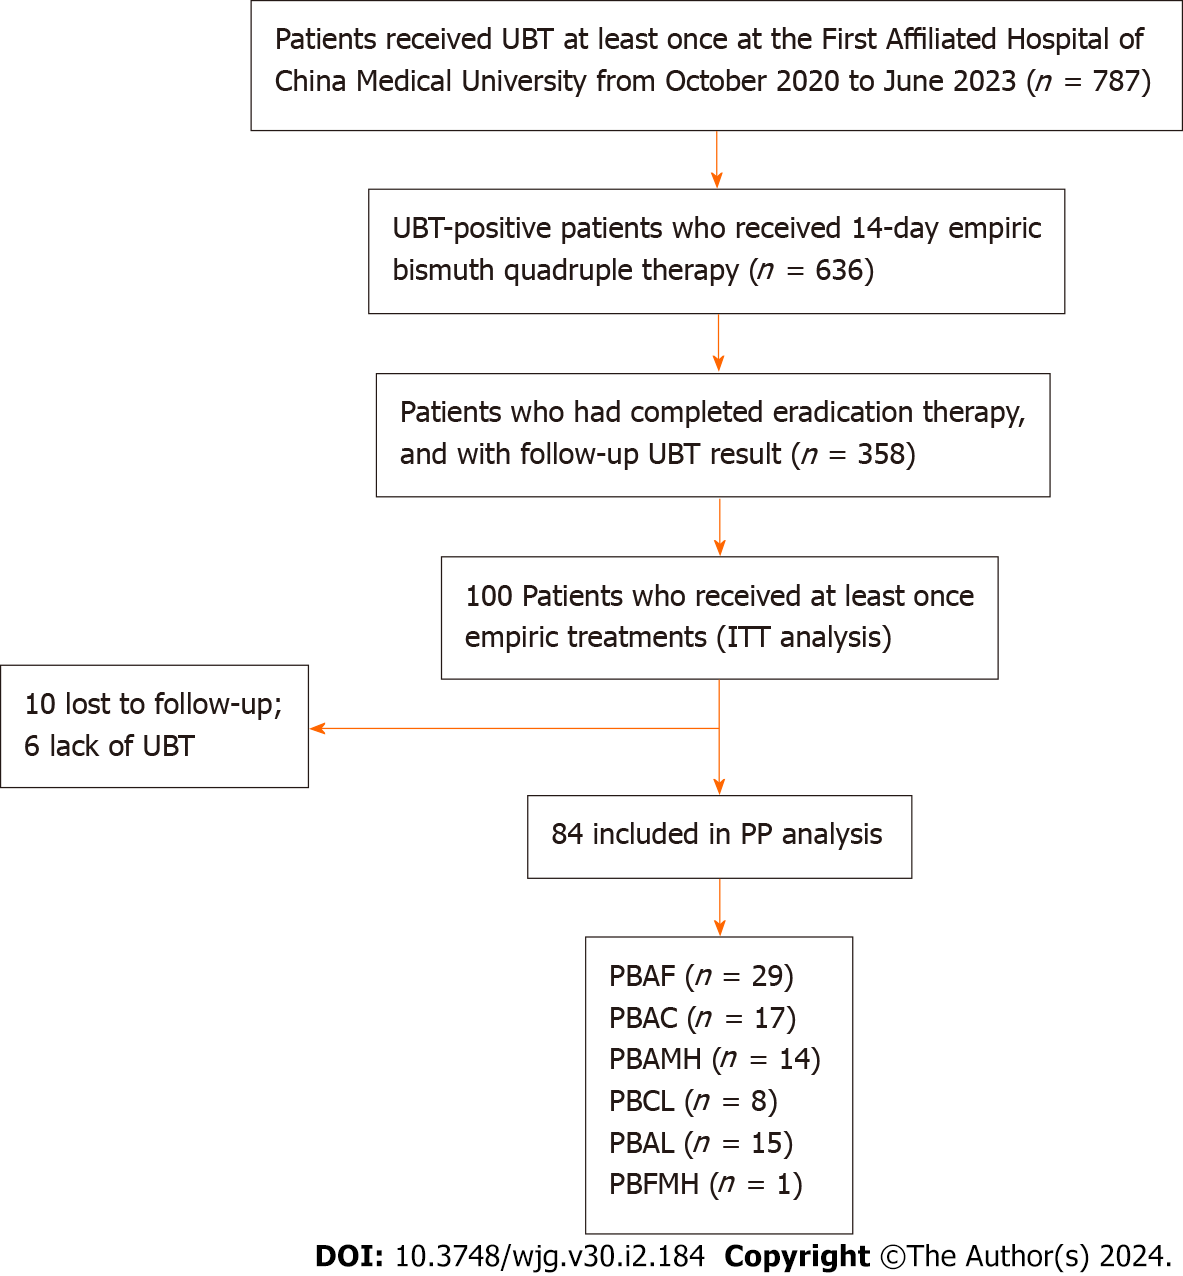 Patients received UBT at least once at the First Affiliated Hospital of
China Medical University from October 2020 to June 2023 (n = 787)
UBT-positive patients who received 14-day empiric
bismuth quadruple therapy (n = 636)
Patients who had completed eradication therapy,
and with follow-up UBT result (n = 358)
100 Patients who received at least once
empiric treatments (ITT analysis)
10 lost to follow-up;
6 lack of UBT
84 included in PP analysis
PBAF (n = 29)
PBAC (n = 17)
PBAMH (n = 14)
PBCL (n = 8)
PBAL (n = 15)
PBFMH (n = 1)
DOI: 10.3748/wjg.v30.i2.184 Copyright ©The Author(s) 2024.